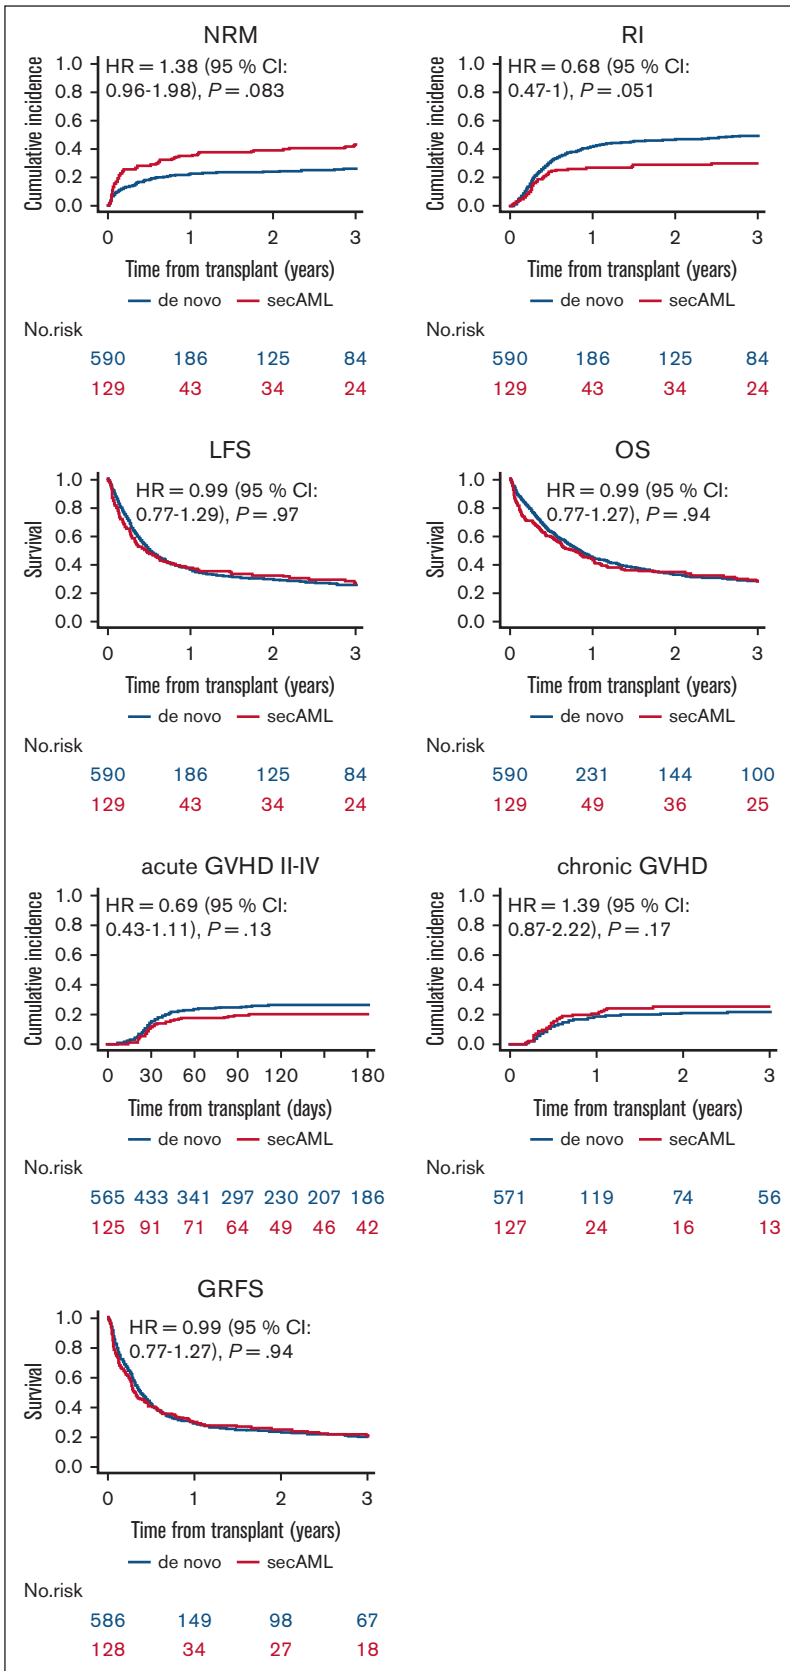 NRM
HR = 1.38 (95 % CI:
0.96-1.98), P = .083
Cumulative incidence
1.0
0.8
0.6
0.4
0.2
0.0
0 1 2 3
Time from transplant (years)
de novo secAML
No.risk
590 186 125 84
129 43 34 24
RI
HR = 0.68 (95 % CI:
0.47-1), P = .051
Cumulative incidence
1.0
0.8
0.6
0.4
0.2
0.0
0 1 2 3
Time from transplant (years)
de novo secAML
No.risk
590 186 125 84
129 43 34 24
LFS
HR = 0.99 (95 % CI:
0.77-1.29), P = .97
Survival
1.0
0.8
0.6
0.4
0.2
0.0
0 1 2 3
Time from transplant (years)
de novo secAML
No.risk
590 186 125 84
129 43 34 24
OS
HR = 0.99 (95 % CI:
0.77-1.27), P = .94
Survival
1.0
0.8
0.6
0.4
0.2
0.0
0 1 2 3
Time from transplant (years)
de novo secAML
No.risk
590 231 144 100
129 49 36 25
acute GVHD II-IV
HR = 0.69 (95 % CI:
0.43-1.11), P = .13
Cumulative incidence
1.0
0.8
0.6
0.4
0.2
0.0
0 30 60 90 120 180
Time from transplant (days)
de novo secAML
No.risk
565 433 341 297 230 207 186
125 91 71 64 49 46 42
chronic GVHD
HR = 1.39 (95 % CI:
0.87-2.22), P = .17
Cumulative incidence
1.0
0.8
0.6
0.4
0.2
0.0
0 1 2 3
Time from transplant (years)
de novo secAML
No.risk
571 119 74 56
127 24 16 13
GRFS
HR = 0.99 (95 % CI:
0.77-1.27), P = .94
Survival
1.0
0.8
0.6
0.4
0.2
0.0
0 1 2 3
Time from transplant (years)
de novo secAML
No.risk
586 149 98 67
128 34 27 18